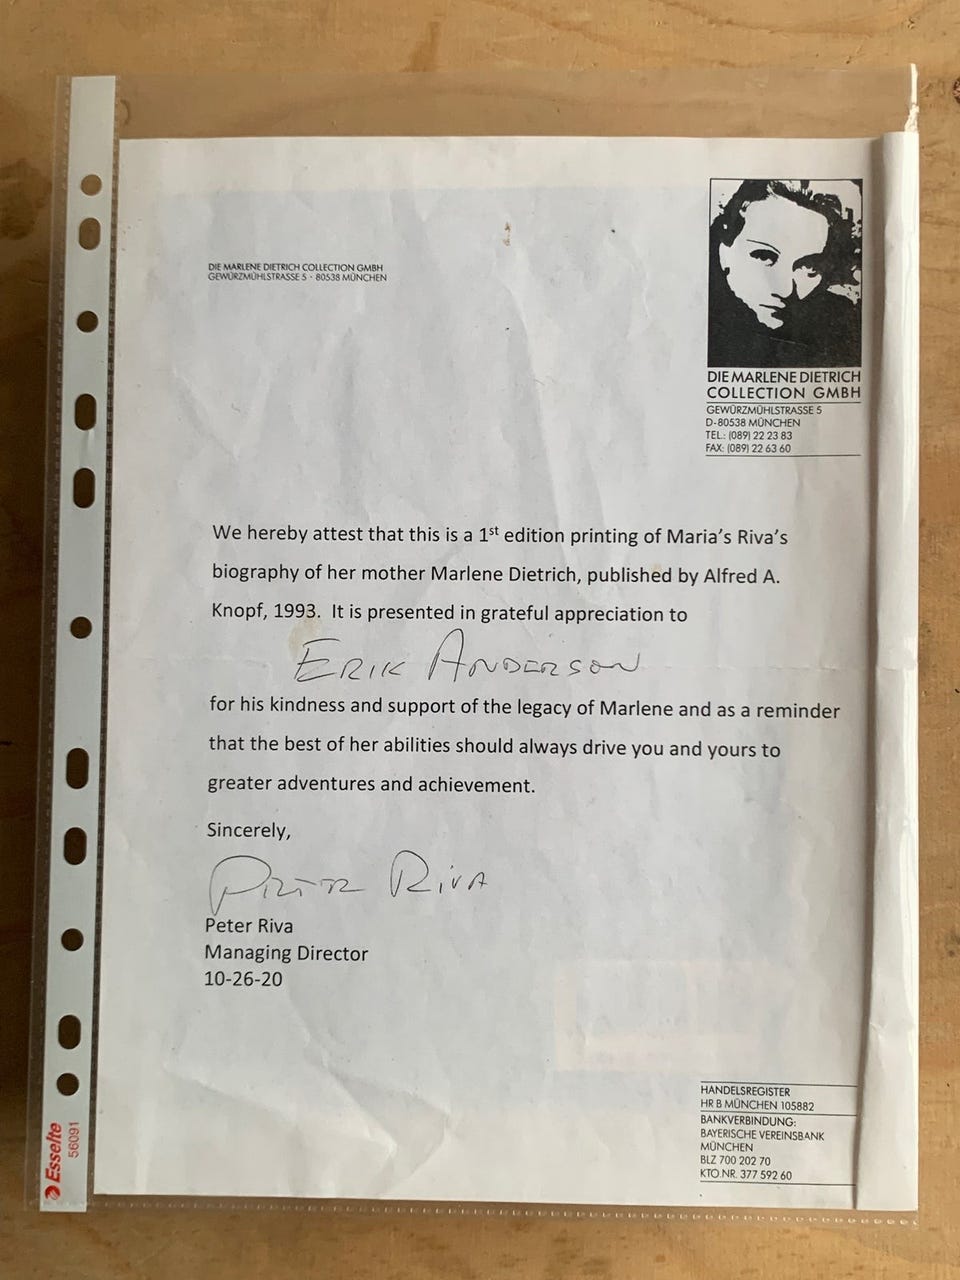 DIE MARLENE DIETRICH COLLECTION GMBH
GEWÜRZMÜHLSTRASSE 5 - 80538 MÜNCHEN
DIE MARLENE DIETRICH
COLLECTION GMBH
GEWÜRZMÜHLSTRASSE 5
D-80538 MÜNCHEN
TEL.: (089) 22 23 83
FAX: (089) 22 63 60
We hereby attest that this is a 1st edition printing of Maria's Riva's
biography of her mother Marlene Dietrich, published by Alfred A.
Knopf, 1993. It is presented in grateful appreciation to
ERIK ANDERSON
for his kindness and support of the legacy of Marlene and as a reminder
that the best of her abilities should always drive you and yours to
greater adventures and achievement.
Sincerely,
PETER RIVA
Peter Riva
Managing Director
10-26-20
HANDELSREGISTER
HR B MÜNCHEN 105882
BANKVERBINDUNG:
BAYERISCHE VEREINSBANK
MÜNCHEN
BLZ 700 202 70
KTO.NR. 377 592 60
Esselte
56091